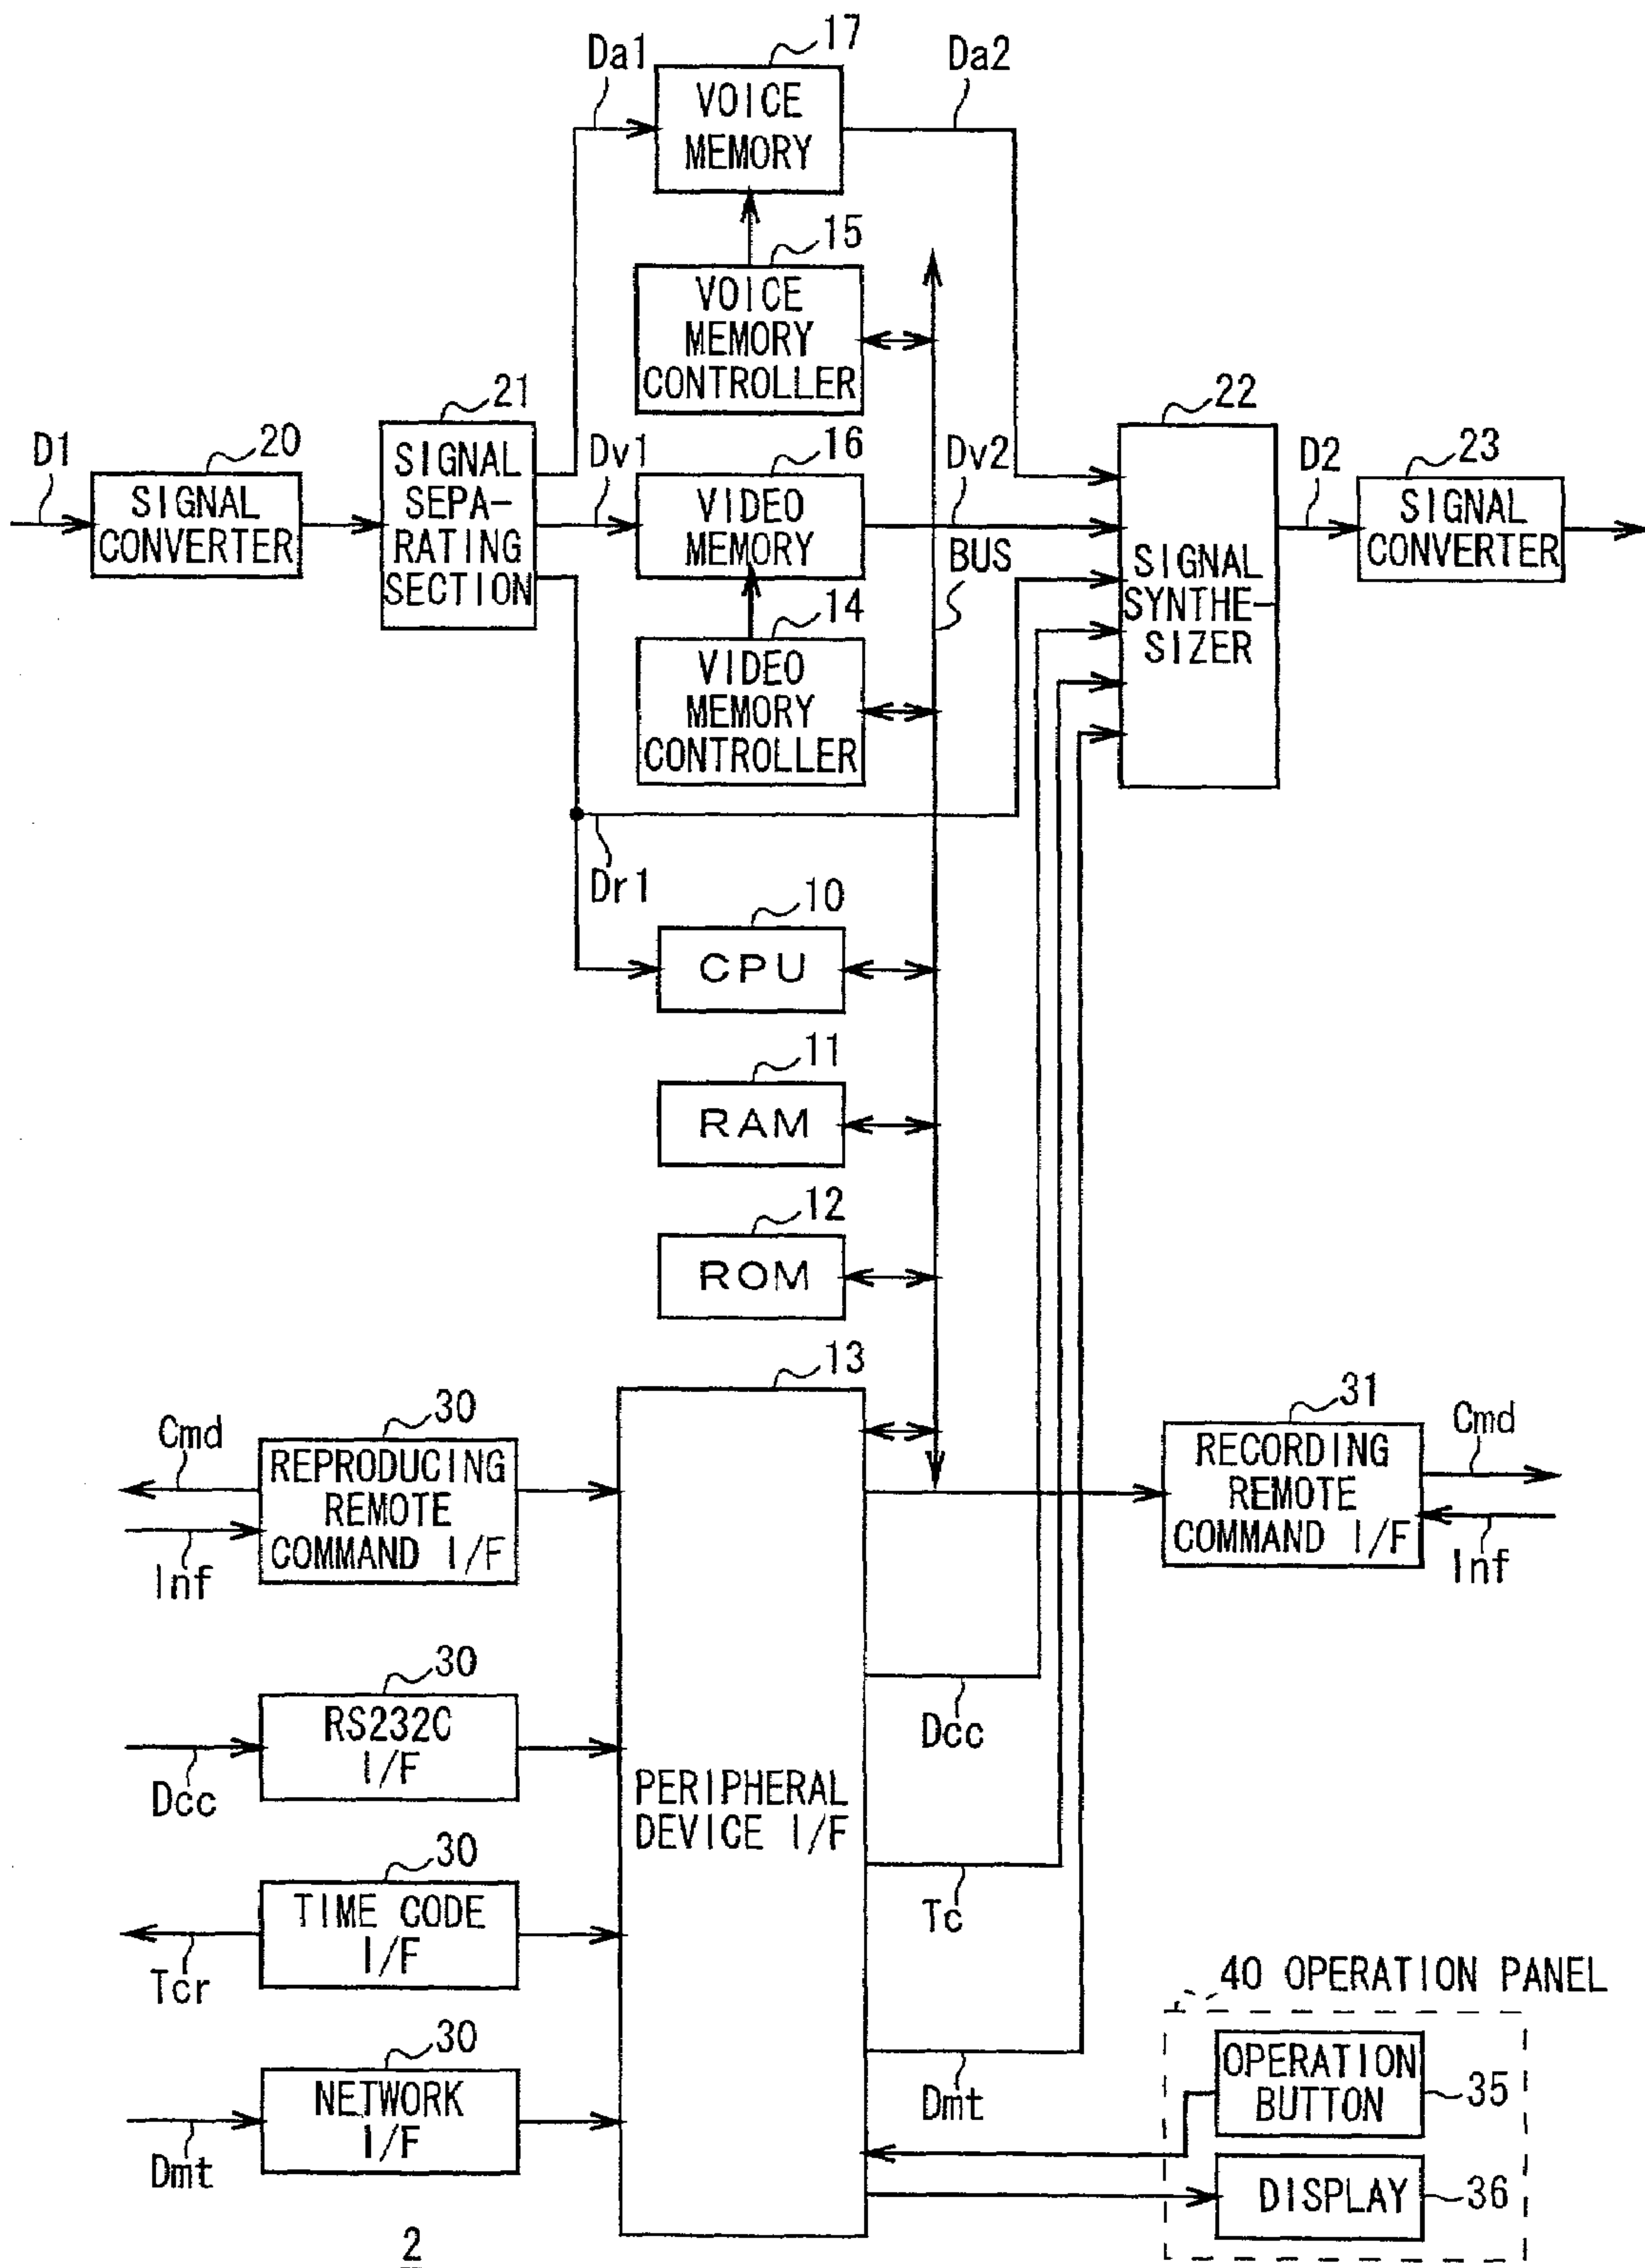 17
Da1
Da2
VOICE
MEMORY
15
VOICE
MEMORY
CONTROLLER
21
22
D1
20
SIGNAL
SEPA-
RATING
SECTION
Dv1
16
Dv2
D2
23
SIGNAL
CONVERTER
VIDEO
MEMORY
BUS
SIGNAL
SYNTHE-
SIZER
SIGNAL
CONVERTER
14
VIDEO
MEMORY
CONTROLLER
Dr1
10
CPU
11
RAM
12
ROM
13
30
31
Cmd
REPRODUCING
REMOTE
COMMAND I/F
Inf
RECORDING
REMOTE
COMMAND I/F
Cmd
Inf
30
RS232C
I/F
Dcc
Dcc
PERIPHERAL
DEVICE I/F
30
TIME CODE
I/F
Tcr
Tc
40 OPERATION PANEL
30
NETWORK
I/F
Dmt
Dmt
OPERATION
BUTTON
35
DISPLAY
36
2